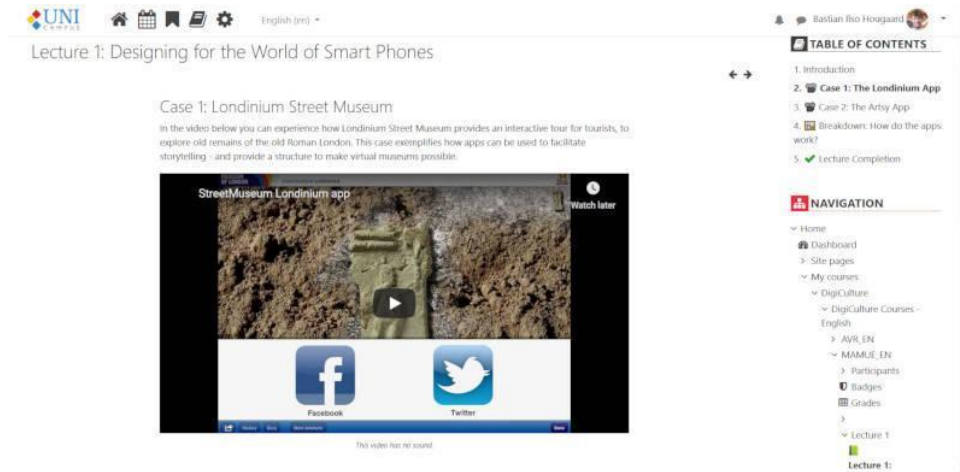 UNI
CAMPUS
English (en)
Bastian Ilso Hougaard
Lecture 1: Designing for the World of Smart Phones
Case 1: Londinium Street Museum
In the video below you can experience how Londinium Street Museum provides an interactive tour for tourists, to
explore old remains of the old Roman London. This case exemplifies how apps can be used to facilitate
storytelling - and provide a structure to make virtual museums possible.
StreetMuseum Londinium app
Watch later
Facebook
Twitter
Done
This video has no sound.
TABLE OF CONTENTS
1. Introduction
2. Case 1: The Londinium App
3. Case 2: The Artsy App
4. Breakdown: How do the apps
work?
5. Lecture Completion
NAVIGATION
Home
Dashboard
Site pages
My courses
DigiCulture
DigiCulture Courses -
English
AVR_EN
MAMUE_EN
Participants
Badges
Grades
Lecture 1
Lecture 1: